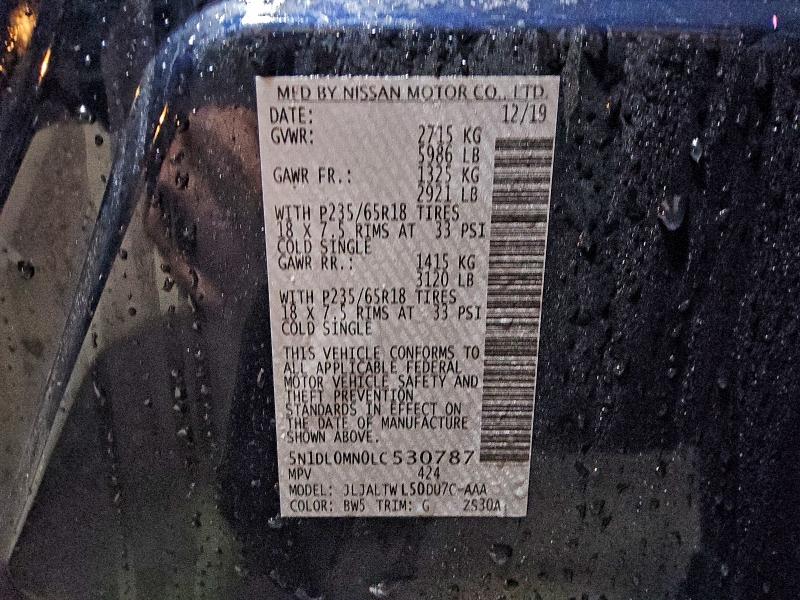 MFD BY NISSAN MOTOR CO., LTD.
DATE: 12/19
GVWR: 2715 KG
5986 LB
GAWR FR.: 1325 KG
2921 LB
WITH P235/65R18 TIRES
18 X 7.5 RIMS AT 33 PSI
COLD SINGLE
GAWR RR.: 1415 KG
3120 LB
WITH P235/65R18 TIRES
18 X 7.5 RIMS AT 33 PSI
COLD SINGLE
THIS VEHICLE CONFORMS TO
ALL APPLICABLE FEDERAL
MOTOR VEHICLE SAFETY AND
THEFT PREVENTION
STANDARDS IN EFFECT ON
THE DATE OF MANUFACTURE
SHOWN ABOVE.
5N1DL0MN0LC530787
MPV 424
MODEL: JLJALTWL50DU7C-AAA
COLOR: BW5 TRIM: G ZS30A